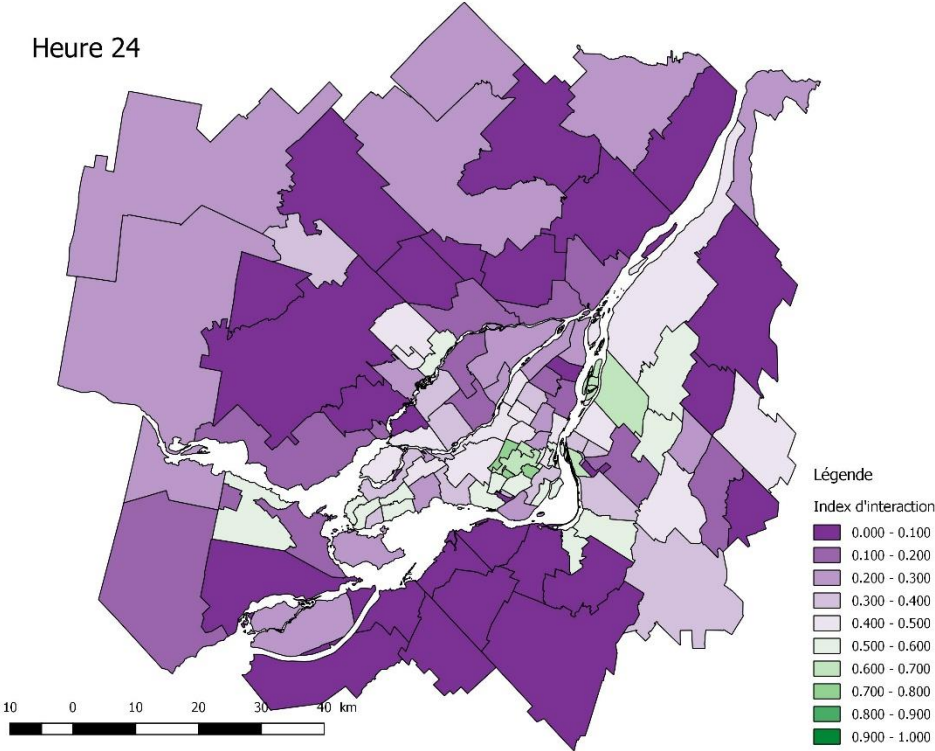 Heure 24
Légende
Index d'interaction
0.000 - 0.100
0.100 - 0.200
0.200 - 0.300
0.300 - 0.400
0.400 - 0.500
0.500 - 0.600
0.600 - 0.700
0.700 - 0.800
0.800 - 0.900
0.900 - 1.000
10 0 10 20 30 40 km